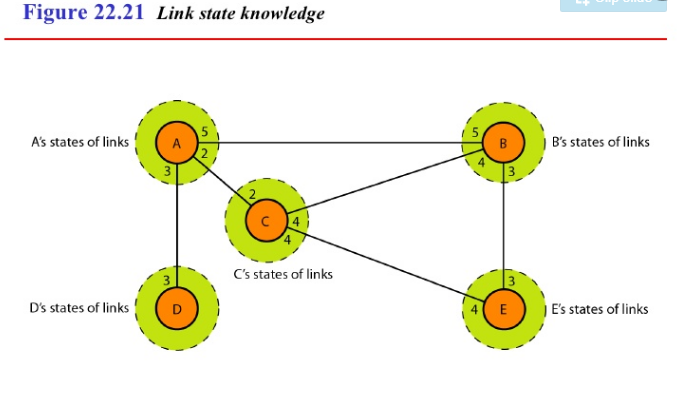 Figure 22.21 Link state knowledge
A's states of links
A
5
2
3
5
B
4
3
B's states of links
2
C
4
4
C's states of links
D's states of links
3
D
3
4
E
E's states of links